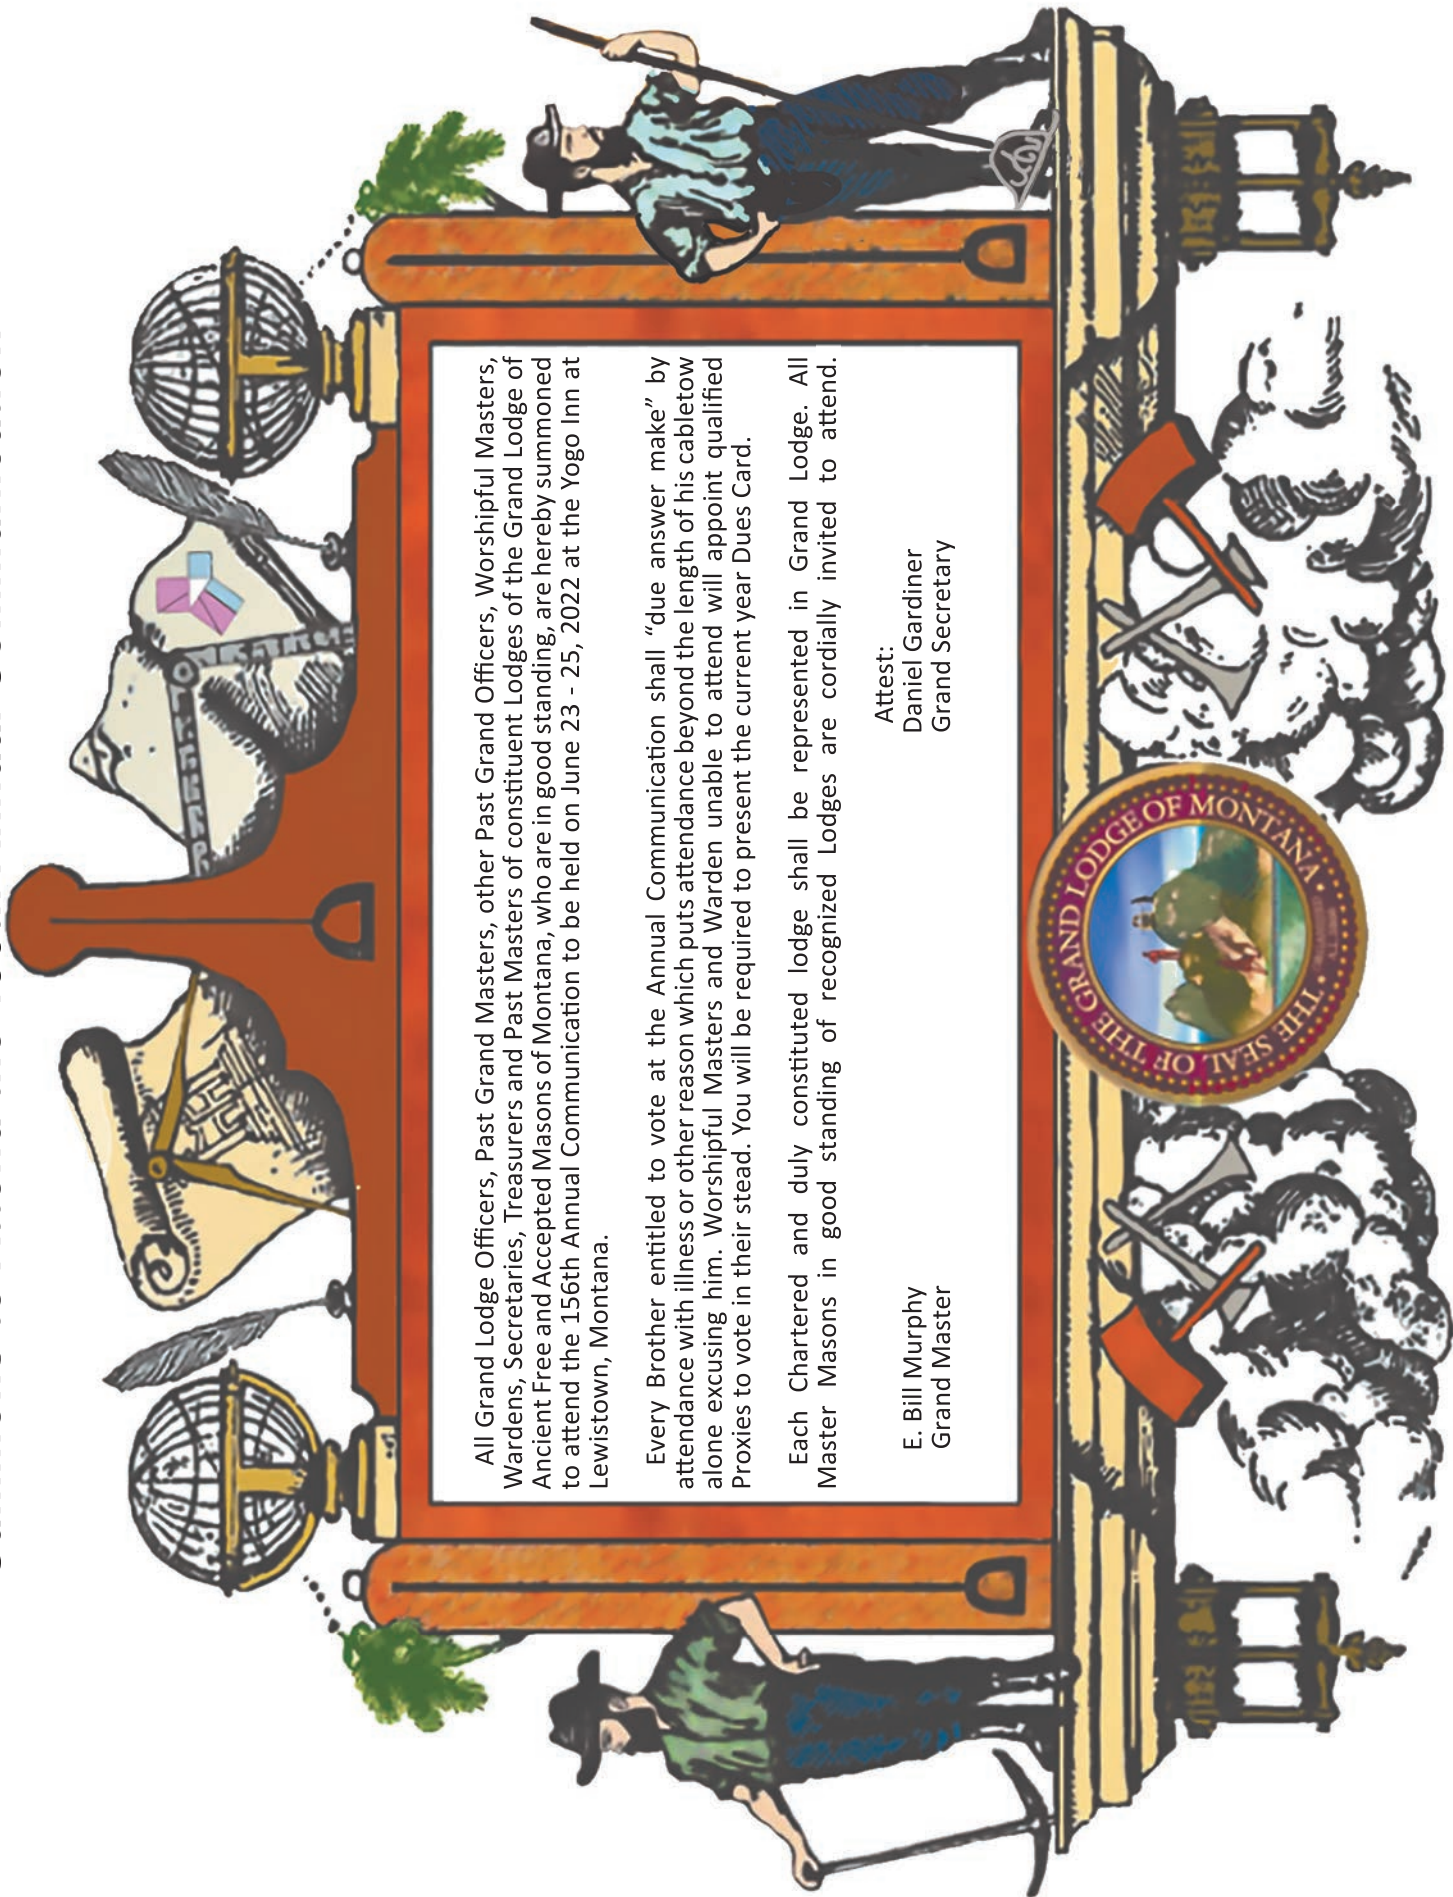 All Grand Lodge Officers, Past Grand Masters, other Past Grand Officers, Worshipful Masters,
Wardens, Secretaries, Treasurers and Past Masters of constituent Lodges of the Grand Lodge of
Ancient Free and Accepted Masons of Montana, who are in good standing, are hereby summoned
to attend the 156th Annual Communication to be held on June 23 - 25, 2022 at the Yogo Inn at
Lewistown, Montana.
Every Brother entitled to vote at the Annual Communication shall “due answer make” by
attendance with illness or other reason which puts attendance beyond the length of his cabletow
alone excusing him. Worshipful Masters and Warden unable to attend will appoint qualified
Proxies to vote in their stead. You will be required to present the current year Dues Card.
Each Chartered and duly constituted lodge shall be represented in Grand Lodge. All
Master Masons in good standing of recognized Lodges are cordially invited to attend.
Attest:
E. Bill Murphy Daniel Gardiner
Grand Master Grand Secretary
THE SEAL OF THE GRAND LODGE OF MONTANA